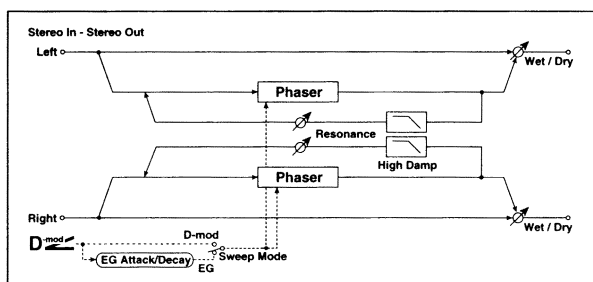 Stereo In - Stereo Out
Left
Wet / Dry
Phaser
Resonance
High Damp
Phaser
Right
Wet / Dry
D-mod
D-mod
Sweep Mode
EG Attack/Decay
EG